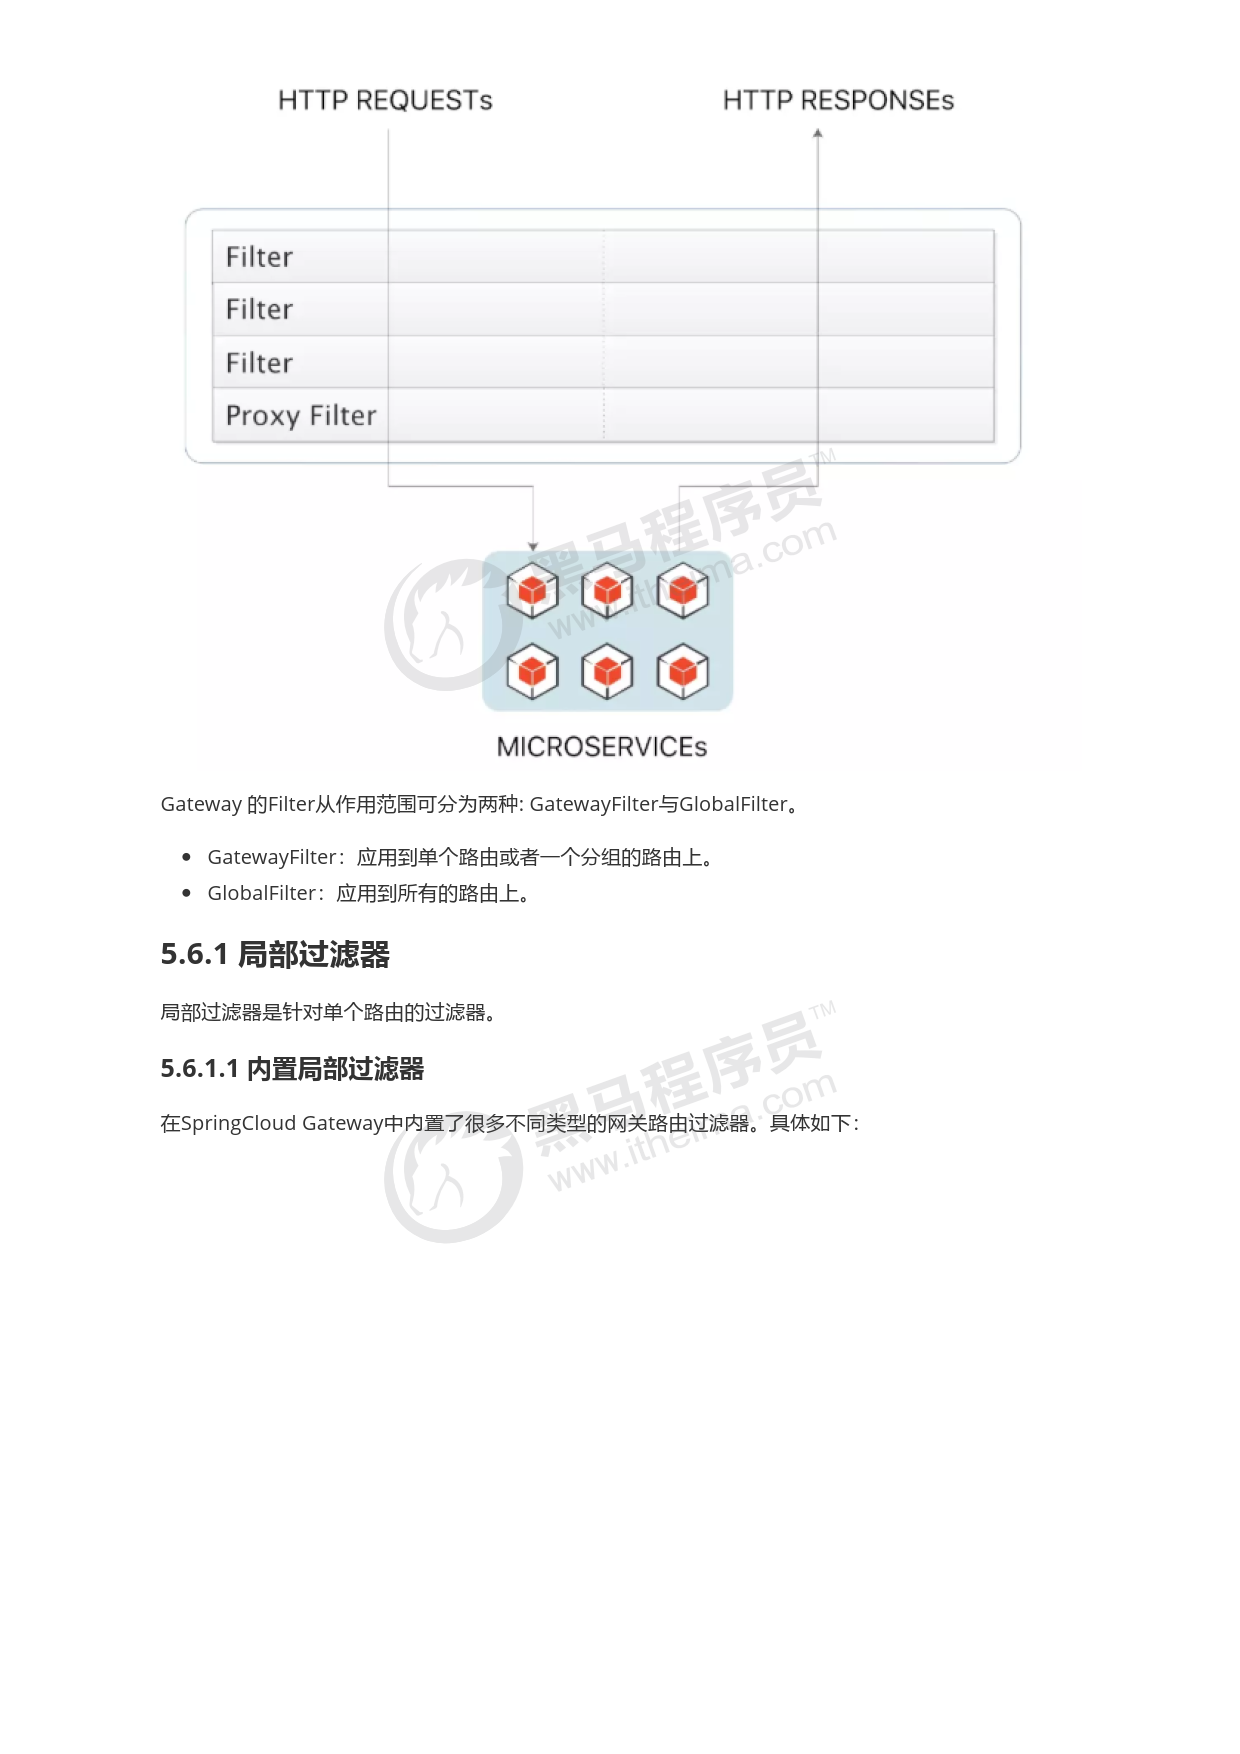 HTTP REQUESTs
HTTP RESPONSEs
Filter
Filter
Filter
Proxy Filter
黑马程序员™
www.itheima.com
MICROSERVICEs
Gateway 的Filter从作用范围可分为两种: GatewayFilter与GlobalFilter。
GatewayFilter：应用到单个路由或者一个分组的路由上。
GlobalFilter：应用到所有的路由上。
5.6.1 局部过滤器
局部过滤器是针对单个路由的过滤器。
5.6.1.1 内置局部过滤器
在SpringCloud Gateway中内置了很多不同类型的网关路由过滤器。具体如下：
黑马程序员™
www.itheima.com